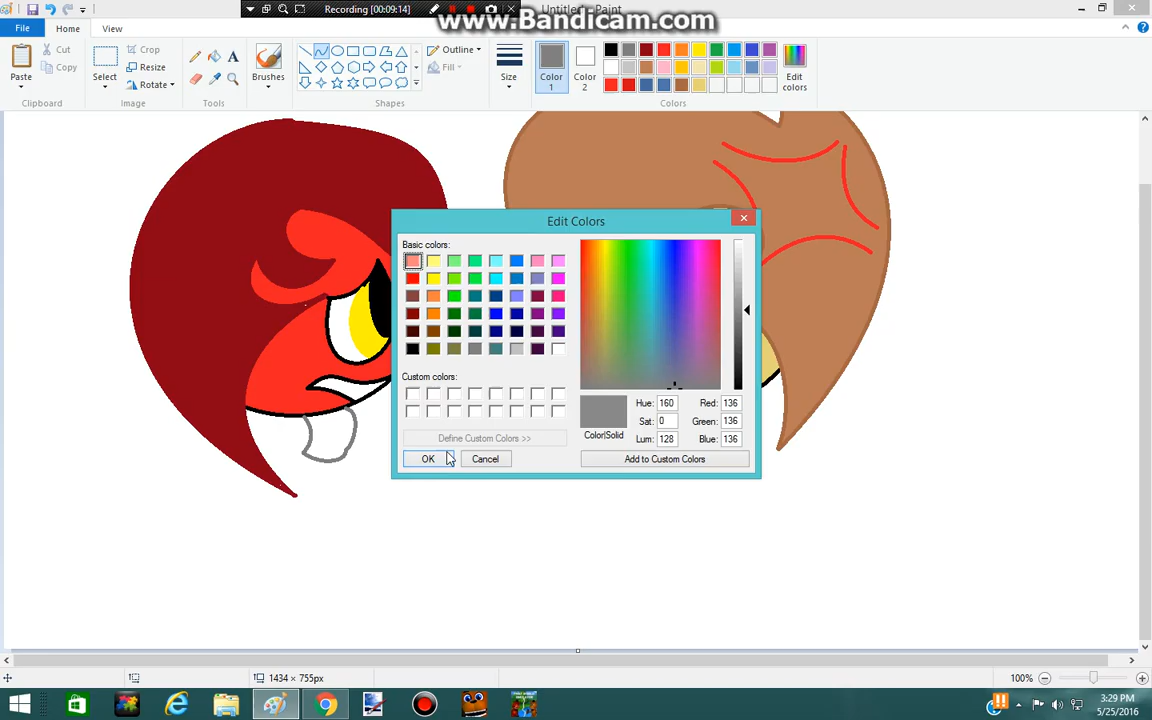 Recording [00:09:14]
www.Bandicam.com
Untitled - Paint
File
Home
View
Paste
Cut
Copy
Clipboard
Select
Crop
Resize
Rotate
Image
Tools
Brushes
Shapes
Outline
Fill
Size
Color 1
Color 2
Edit colors
Colors
Edit Colors
Basic colors:
Custom colors:
Define Custom Colors >>
OK
Cancel
Color|Solid
Hue: 160
Sat: 0
Lum: 128
Red: 136
Green: 136
Blue: 136
Add to Custom Colors
1434 × 755px
100%
3:29 PM
5/25/2016